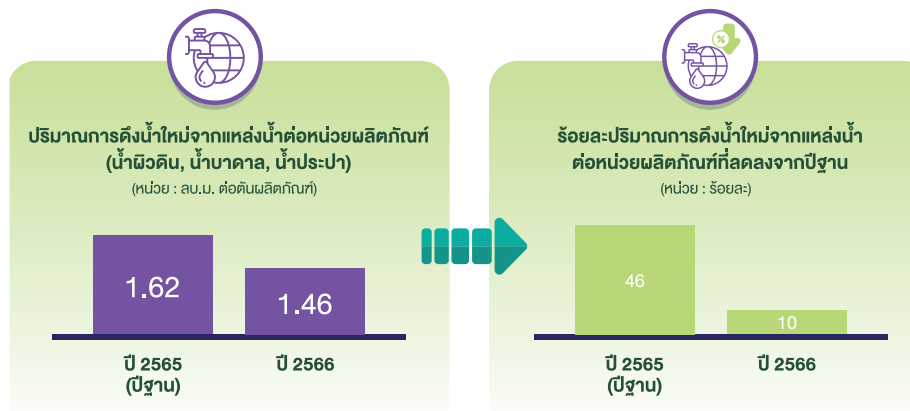 ปริมาณการดึงน้ำใหม่จากแหล่งน้ำต่อหน่วยผลิตภัณฑ์
(น้ำผิวดิน, น้ำบาดาล, น้ำประปา)
(หน่วย : ลบ.ม. ต่อตันผลิตภัณฑ์)
1.62
1.46
ปี 2565
(ปีฐาน)
ปี 2566
%
ร้อยละปริมาณการดึงน้ำใหม่จากแหล่งน้ำ
ต่อหน่วยผลิตภัณฑ์ที่ลดลงจากปีฐาน
(หน่วย : ร้อยละ)
46
10
ปี 2565
(ปีฐาน)
ปี 2566